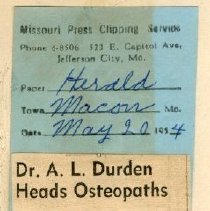 Missouri Press Clipping Service
Phone 6-8506 523 E. Capitol Ave.
Jefferson City, Mo.
Paper Herald
Town Macon Mo.
Date May 20 1954
Dr. A. L. Durden
Heads Osteopaths